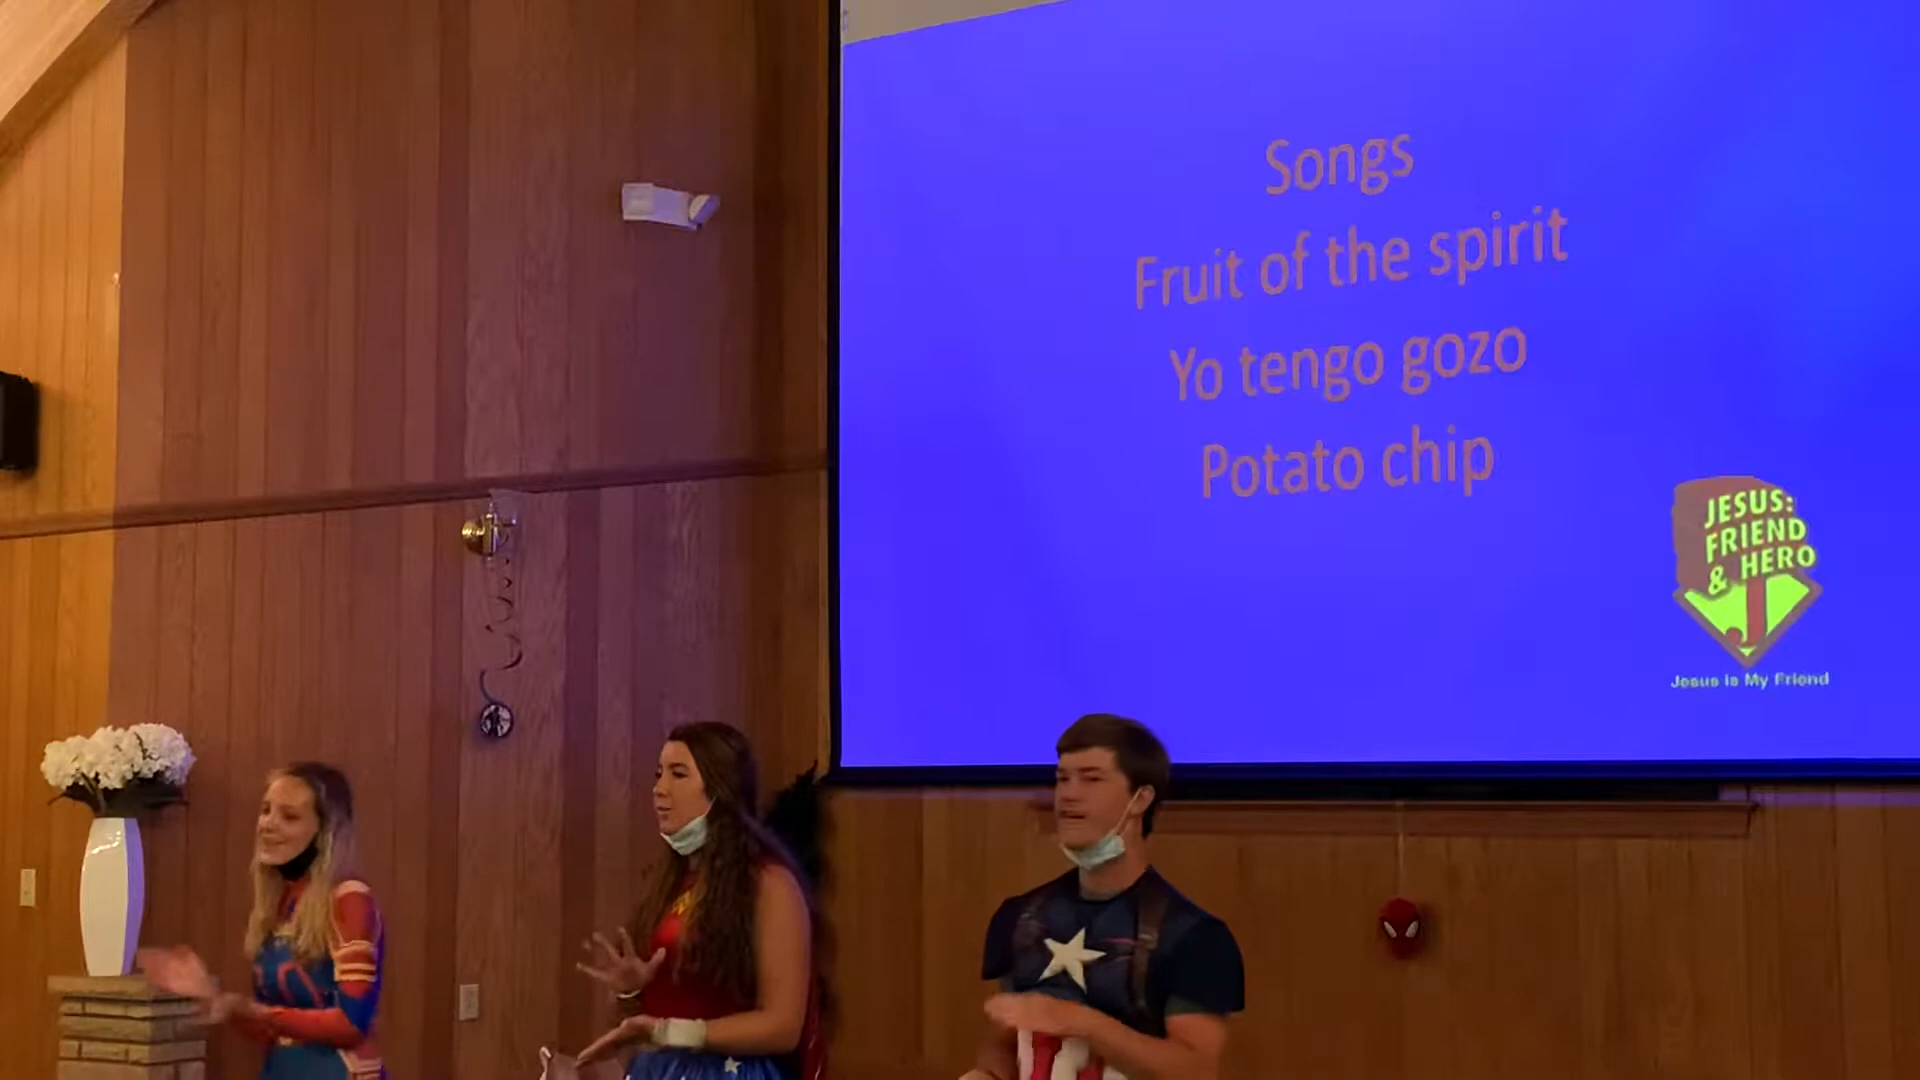 Songs
Fruit of the spirit
Yo tengo gozo
Potato chip
JESUS:
FRIEND
& HERO
J
Jesus is My Friend